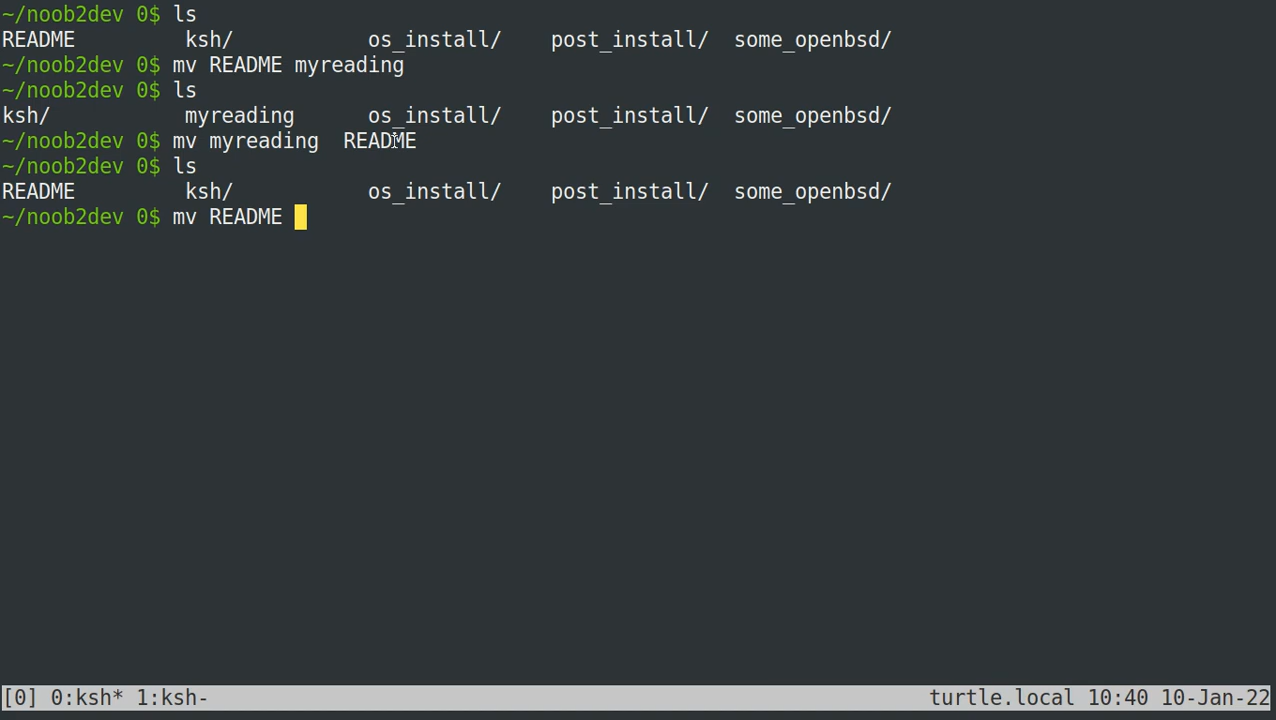 ~/noob2dev 0$ ls
README         ksh/           os_install/    post_install/  some_openbsd/
~/noob2dev 0$ mv README myreading
~/noob2dev 0$ ls
ksh/           myreading      os_install/    post_install/  some_openbsd/
~/noob2dev 0$ mv myreading  README
~/noob2dev 0$ ls
README         ksh/           os_install/    post_install/  some_openbsd/
~/noob2dev 0$ mv README
[0] 0:ksh* 1:ksh-    turtle.local 10:40 10-Jan-22